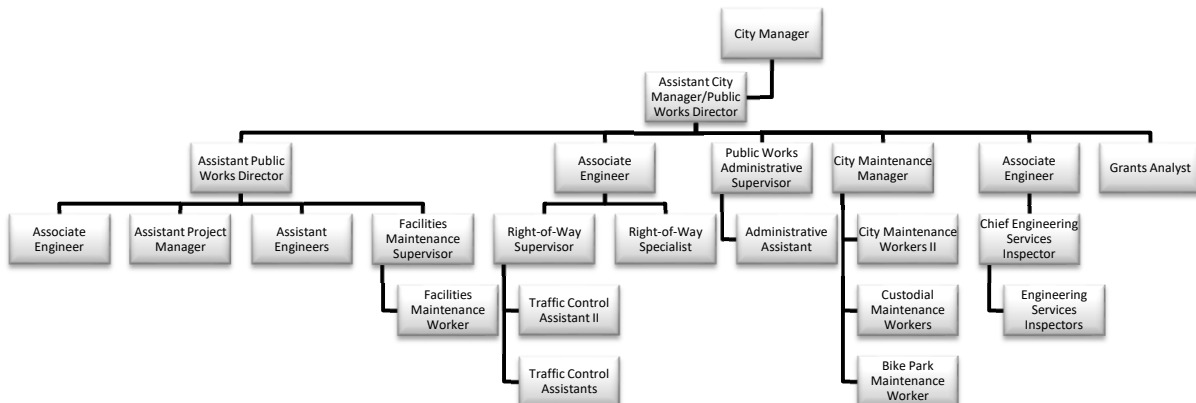 City Manager
Assistant City
Manager/Public
Works Director
Assistant Public
Works Director
Associate
Engineer
Public Works
Administrative
Supervisor
City Maintenance
Manager
Associate
Engineer
Grants Analyst
Associate
Engineer
Assistant Project
Manager
Assistant
Engineers
Facilities
Maintenance
Supervisor
Right-of-Way
Supervisor
Right-of-Way
Specialist
Administrative
Assistant
City Maintenance
Workers II
Chief Engineering
Services
Inspector
Facilities
Maintenance
Worker
Traffic Control
Assistant II
Custodial
Maintenance
Workers
Engineering
Services
Inspectors
Traffic Control
Assistants
Bike Park
Maintenance
Worker